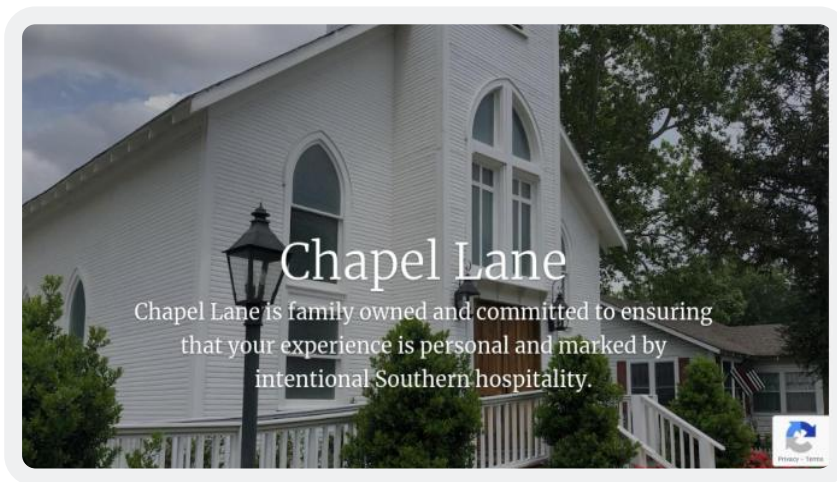 Chapel Lane
Chapel Lane is family owned and committed to ensuring
that your experience is personal and marked by
intentional Southern hospitality.
Privacy - Terms